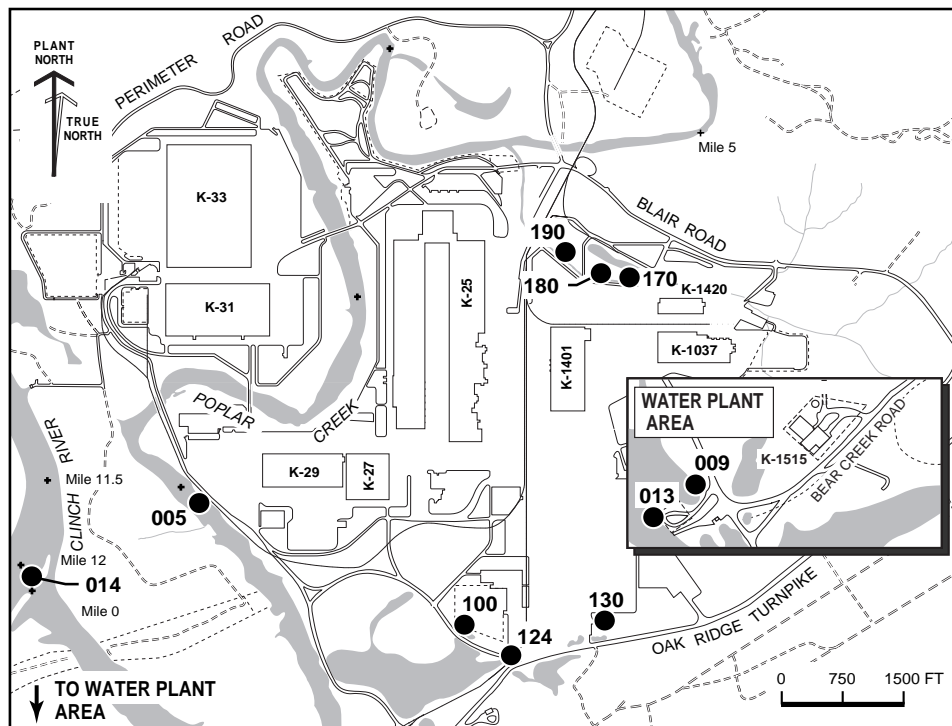 PLANT
NORTH
TRUE
NORTH
PERIMETER ROAD
Mile 5
K-33
BLAIR ROAD
190
180
170
K-25
K-1420
K-31
K-1401
K-1037
POPLAR CREEK
WATER PLANT
AREA
K-1515
BEAR CREEK ROAD
009
013
K-29
K-27
CLINCH RIVER
Mile 11.5
005
Mile 12
014
Mile 0
100
130
124
OAK RIDGE TURNPIKE
TO WATER PLANT
AREA
0 750 1500 FT